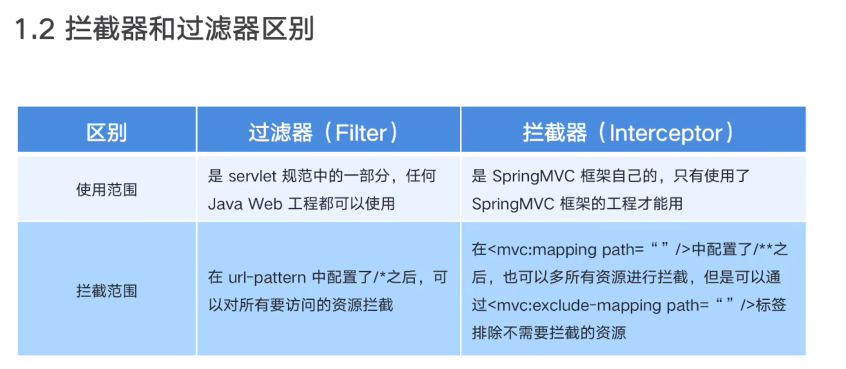 1.2 拦截器和过滤器区别
区别
过滤器（Filter）
拦截器（Interceptor）
使用范围
是 servlet 规范中的一部分，任何
Java Web 工程都可以使用
是 SpringMVC 框架自己的，只有使用了
SpringMVC 框架的工程才能用
拦截范围
在 url-pattern 中配置了/*之后，可
以对所有要访问的资源拦截
在<mvc:mapping path=“”/>中配置了/**之
后，也可以多所有资源进行拦截，但是可以通
过<mvc:exclude-mapping path=“”/>标签
排除不需要拦截的资源